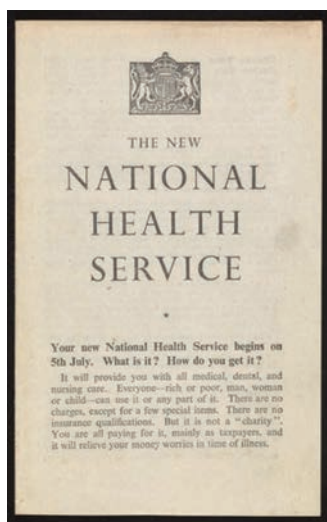 THE NEW
NATIONAL
HEALTH
SERVICE
Your new National Health Service begins on
5th July. What is it? How do you get it?
It will provide you with all medical, dental, and
nursing care. Everyone—rich or poor, man, woman
or child—can use it or any part of it. There are no
charges, except for a few special items. There are no
insurance qualifications. But it is not a “charity”.
You are all paying for it, mainly as taxpayers, and
it will relieve your money worries in time of illness.